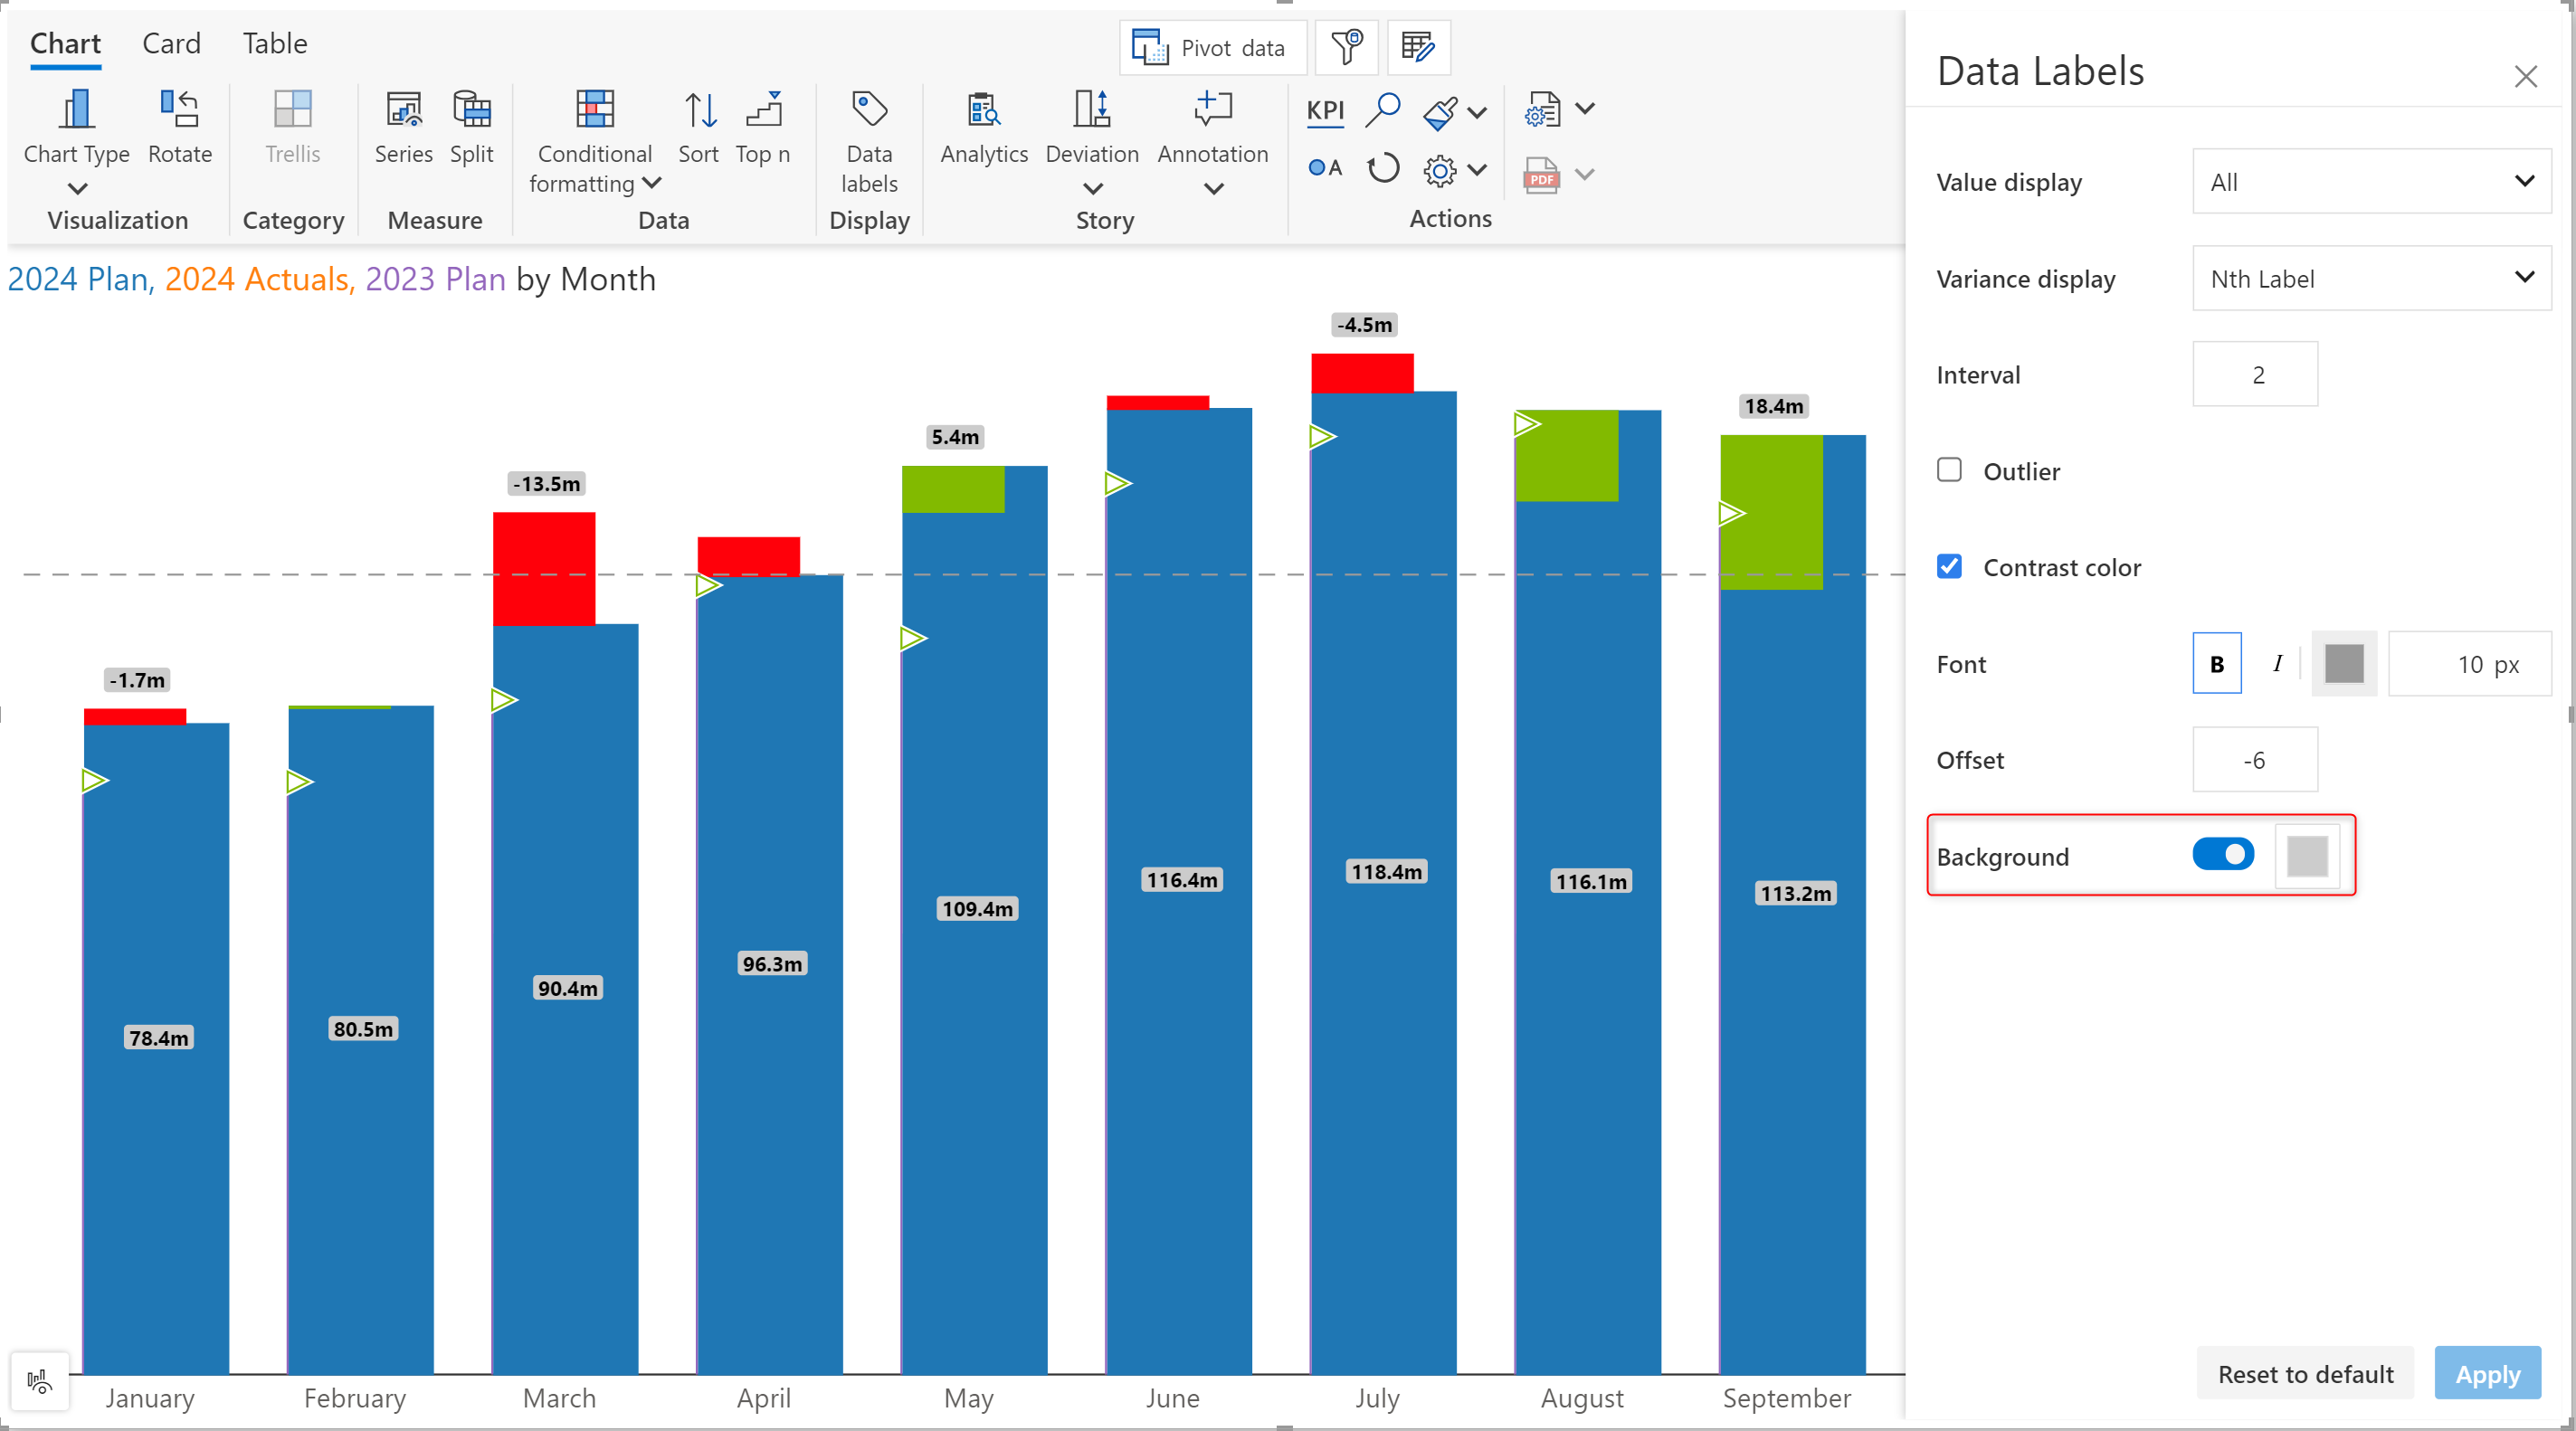 Chart Card Table
Pivot data
Chart Type
Rotate
Visualization
Trellis
Category
Series
Split
Measure
Conditional
formatting
Sort
Top n
Data
Data
labels
Display
Analytics
Deviation
Annotation
Story
KPI
A
PDF
Actions
2024 Plan, 2024 Actuals, 2023 Plan by Month
-4.5m
18.4m
5.4m
-13.5m
-1.7m
78.4m
80.5m
90.4m
96.3m
109.4m
116.4m
118.4m
116.1m
113.2m
January February March April May June July August September
Data Labels
Value display All
Variance display Nth Label
Interval 2
Outlier
Contrast color
Font B I 10 px
Offset -6
Background
Reset to default Apply